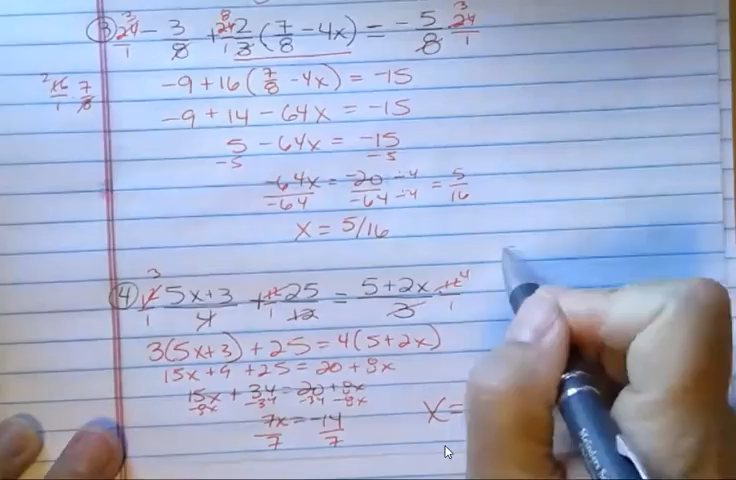 ③ 24/1 - 3/8 + 24/1 2/3 (7/8 - 4x) = - 5/8 24/1
16/1 · 7/8
-9 + 16 (7/8 - 4x) = -15
-9 + 14 - 64x = -15
5 - 64x = -15
-5 -5
-64x/-64 = -20/-64 ÷4/÷4 = 5/16
x = 5/16
④ 12/1 5x+3/4 + 12/1 25/12 = 5+2x/3 12/1
3(5x+3) + 25 = 4(5+2x)
15x + 9 + 25 = 20 + 8x
15x + 34 = 20 + 8x
-8x -34 -34 -8x
7x = -14
7 7
X=